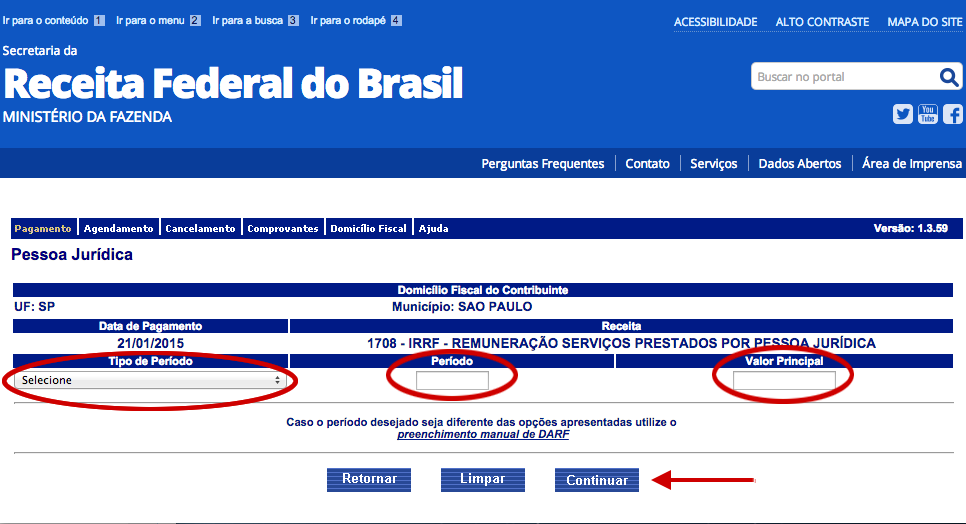 Ir para o conteúdo 1 Ir para o menu 2 Ir para a busca 3 Ir para o rodapé 4
ACESSIBILIDADE ALTO CONTRASTE MAPA DO SITE
Secretaria da
Receita Federal do Brasil
MINISTÉRIO DA FAZENDA
Buscar no portal
You Tube
Perguntas Frequentes Contato Serviços Dados Abertos Área de Imprensa
Pagamento Agendamento Cancelamento Comprovantes Domicílio Fiscal Ajuda Versão: 1.3.59
Pessoa Jurídica
Domicílio Fiscal do Contribuinte
UF: SP Município: SAO PAULO
Data de Pagamento Receita
21/01/2015 1708 - IRRF - REMUNERAÇÃO SERVIÇOS PRESTADOS POR PESSOA JURÍDICA
Tipo de Período Período Valor Principal
Selecione
Caso o período desejado seja diferente das opções apresentadas utilize o
preenchimento manual de DARF
Retornar Limpar Continuar